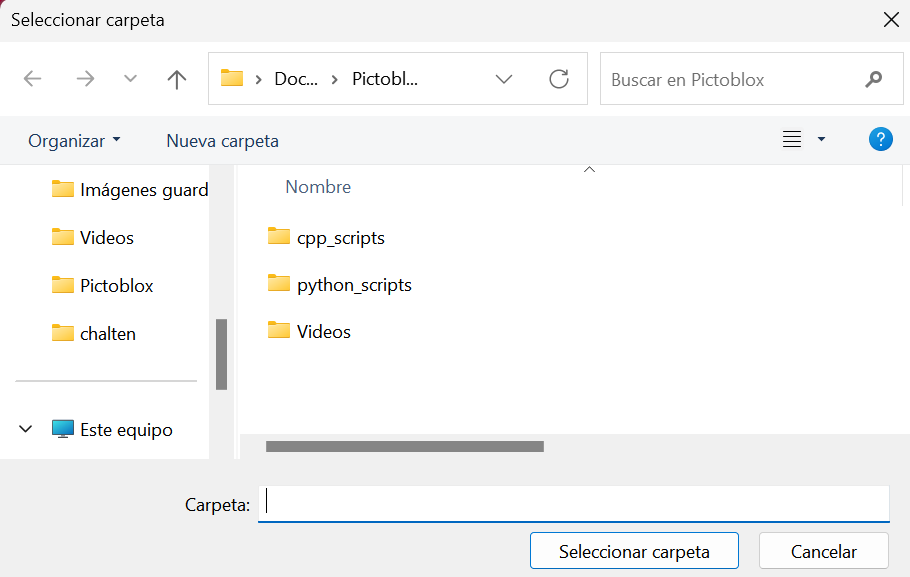 Seleccionar carpeta
Doc... Pictobl...
Buscar en Pictoblox
Organizar Nueva carpeta ?
Imágenes guard
Videos
Pictoblox
chalten
Este equipo
Nombre
cpp_scripts
python_scripts
Videos
Carpeta:
Seleccionar carpeta Cancelar